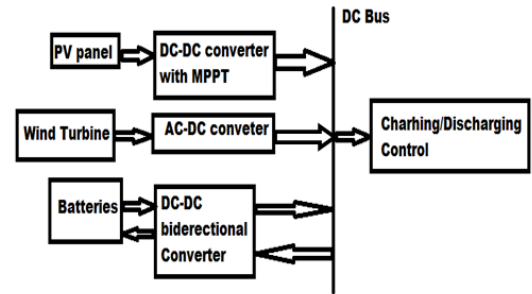 DC Bus
PV panel
DC-DC converter
with MPPT
Wind Turbine
AC-DC conveter
Charhing/Discharging
Control
Batteries
DC-DC
biderectional
Converter